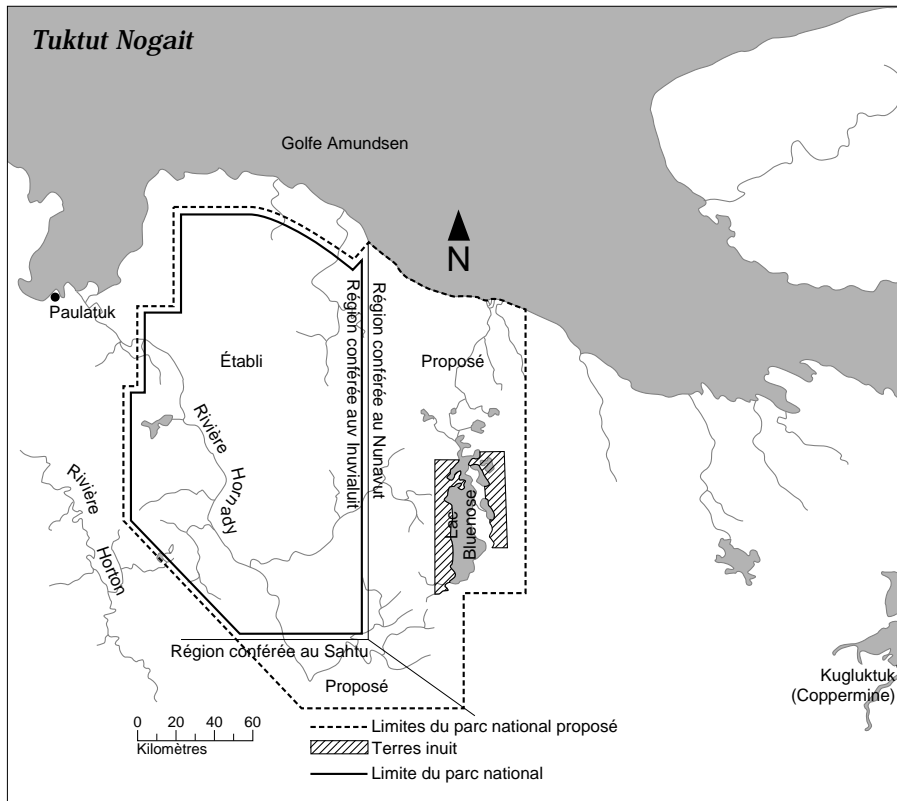 Tuktut Nogait
Golfe Amundsen
N
Paulatuk
Établi
Proposé
Région conférée auv Inuvialuit
Région conférée au Nunavut
Rivière
Hornaday
Rivière
Horton
Lac
Bluenose
Région conférée au Sahtu
Proposé
Kugluktuk
(Coppermine)
0 20 40 60
Kilomètres
Limites du parc national proposé
Terres inuit
Limite du parc national